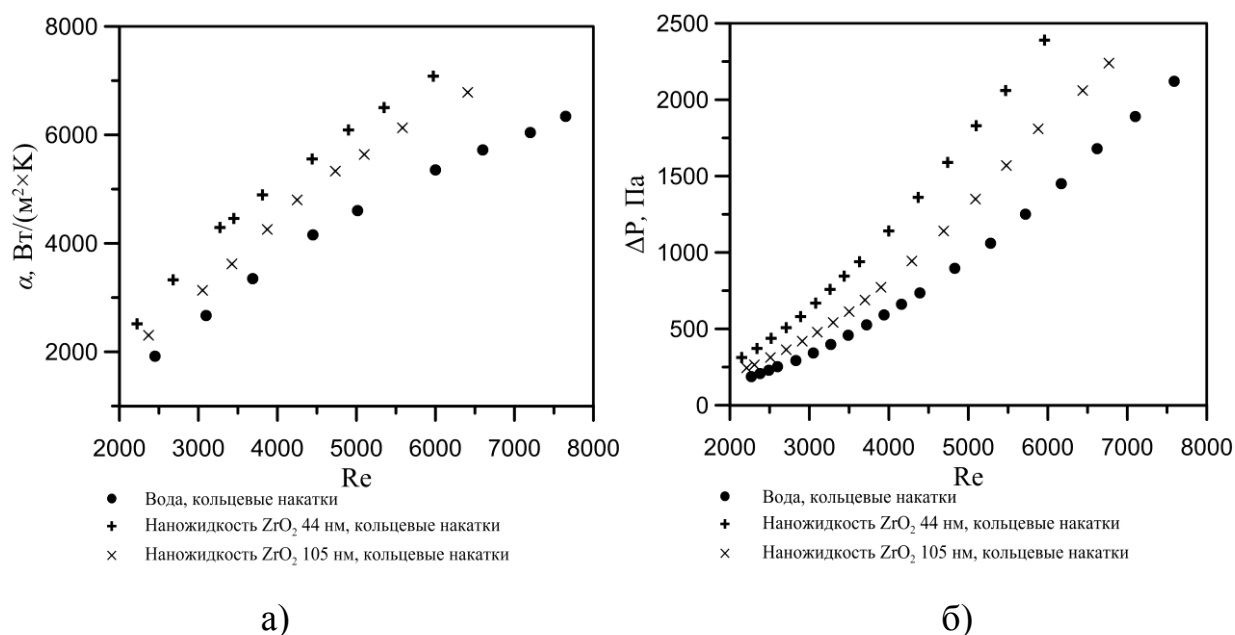 8000
6000
4000
2000
α, Вт/(м²×К)
2000 3000 4000 5000 6000 7000 8000
Re
● Вода, кольцевые накатки
+ Наножидкость ZrO₂ 44 нм, кольцевые накатки
× Наножидкость ZrO₂ 105 нм, кольцевые накатки
а)
2500
2000
1500
1000
500
0
ΔP, Па
2000 3000 4000 5000 6000 7000 8000
Re
● Вода, кольцевые накатки
+ Наножидкость ZrO₂ 44 нм, кольцевые накатки
× Наножидкость ZrO₂ 105 нм, кольцевые накатки
б)